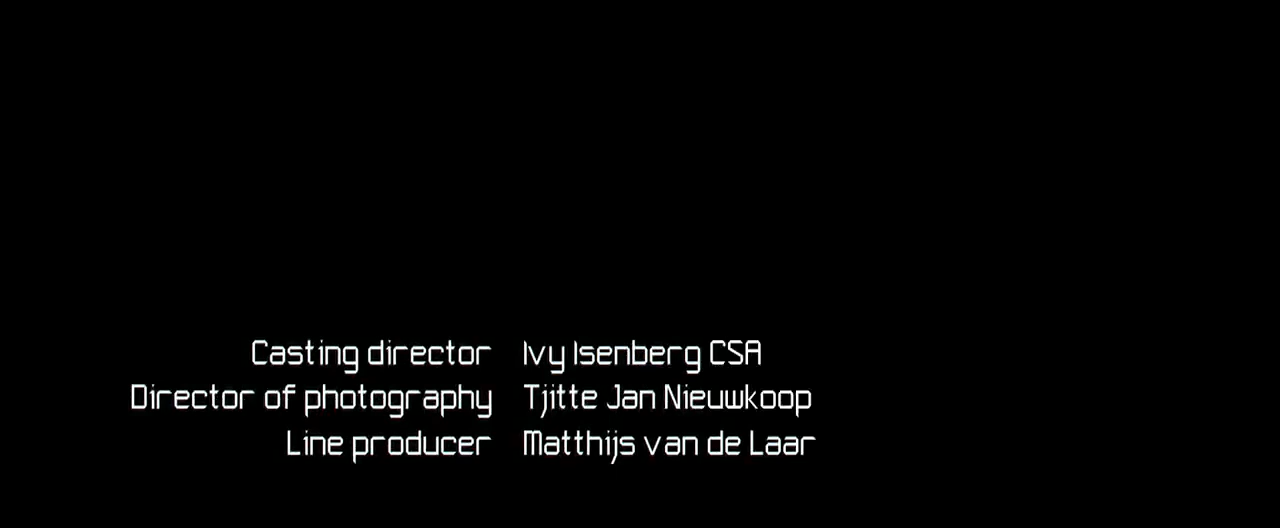 Casting director Ivy Isenberg CSA
Director of photography Tjitte Jan Nieuwkoop
Line producer Matthijs van de Laar